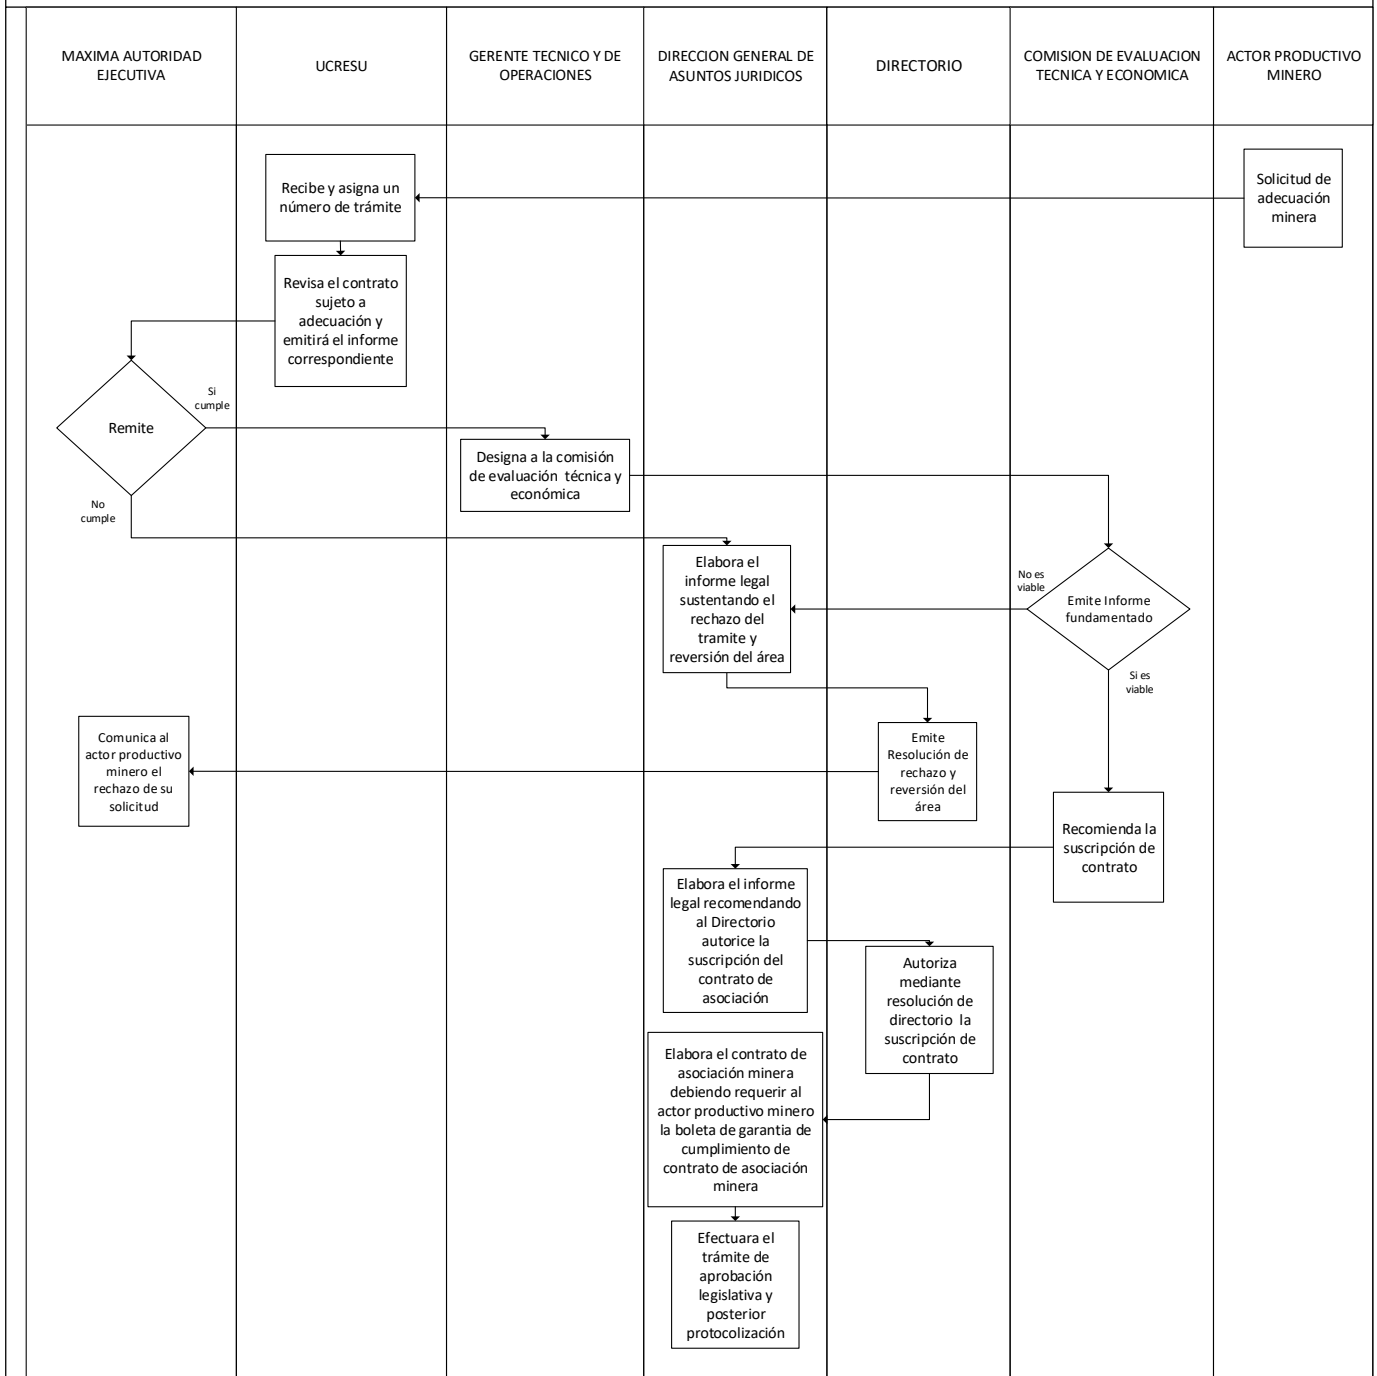 MAXIMA AUTORIDAD
EJECUTIVA
UCRESU
GERENTE TECNICO Y DE
OPERACIONES
DIRECCION GENERAL DE
ASUNTOS JURIDICOS
DIRECTORIO
COMISION DE EVALUACION
TECNICA Y ECONOMICA
ACTOR PRODUCTIVO
MINERO
Solicitud de
adecuación
minera
Recibe y asigna un
número de trámite
Revisa el contrato
sujeto a
adecuación y
emitirá el informe
correspondiente
Remite
Si
cumple
No
cumple
Designa a la comisión
de evaluación técnica y
económica
Emite Informe
fundamentado
No es
viable
Si es
viable
Elabora el
informe legal
sustentando el
rechazo del
tramite y
reversión del área
Emite
Resolución de
rechazo y
reversión del
área
Comunica al
actor productivo
minero el
rechazo de su
solicitud
Recomienda la
suscripción de
contrato
Elabora el informe
legal recomendando
al Directorio
autorice la
suscripción del
contrato de
asociación
Autoriza
mediante
resolución de
directorio la
suscripción de
contrato
Elabora el contrato de
asociación minera
debiendo requerir al
actor productivo minero
la boleta de garantia de
cumplimiento de
contrato de asociación
minera
Efectuara el
trámite de
aprobación
legislativa y
posterior
protocolización